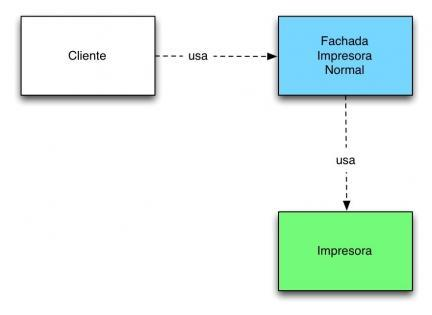 Cliente
usa
Fachada
Impresora
Normal
usa
Impresora